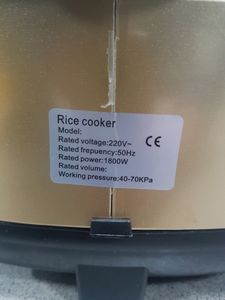 Rice cooker
Model:
Rated voltage:220V~
Rated frepuency:50Hz
Rated power:1800W
Rated volume:
Working pressure:40-70KPa
CE